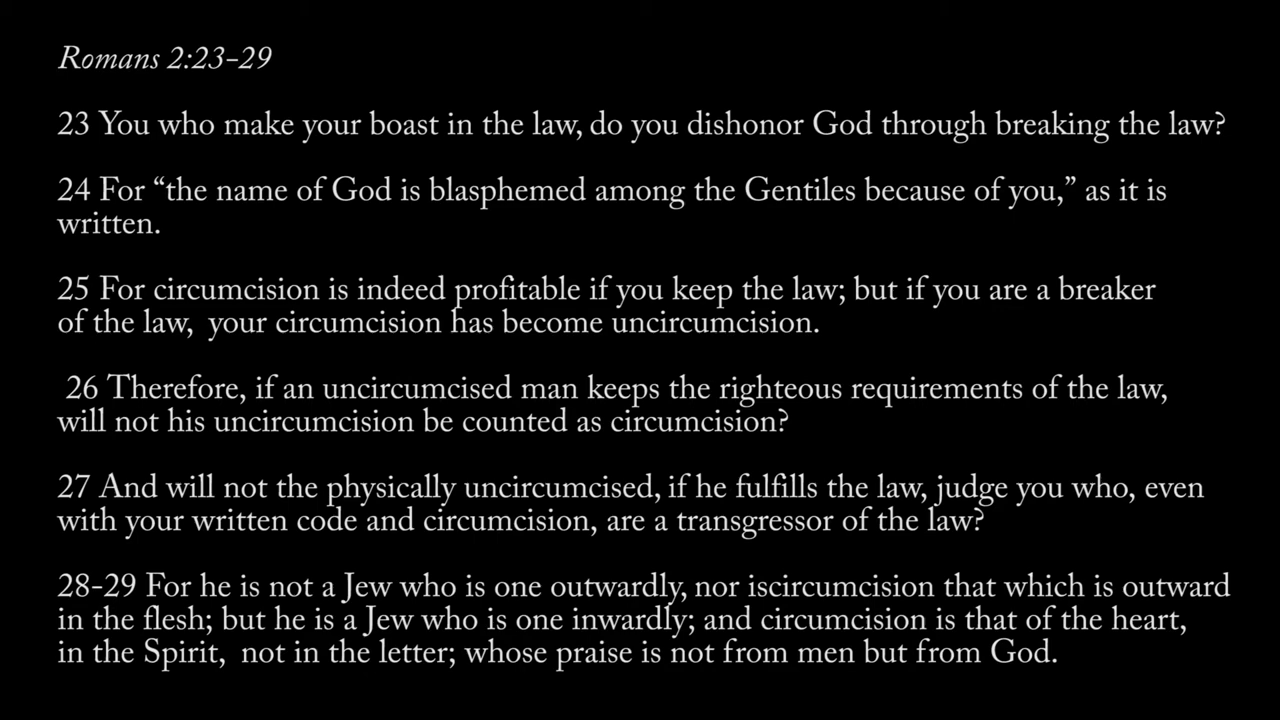 Romans 2:23-29
23 You who make your boast in the law, do you dishonor God through breaking the law?
24 For “the name of God is blasphemed among the Gentiles because of you,” as it is
written.
25 For circumcision is indeed profitable if you keep the law; but if you are a breaker
of the law, your circumcision has become uncircumcision.
26 Therefore, if an uncircumcised man keeps the righteous requirements of the law,
will not his uncircumcision be counted as circumcision?
27 And will not the physically uncircumcised, if he fulfills the law, judge you who, even
with your written code and circumcision, are a transgressor of the law?
28-29 For he is not a Jew who is one outwardly, nor iscircumcision that which is outward
in the flesh; but he is a Jew who is one inwardly; and circumcision is that of the heart,
in the Spirit, not in the letter; whose praise is not from men but from God.